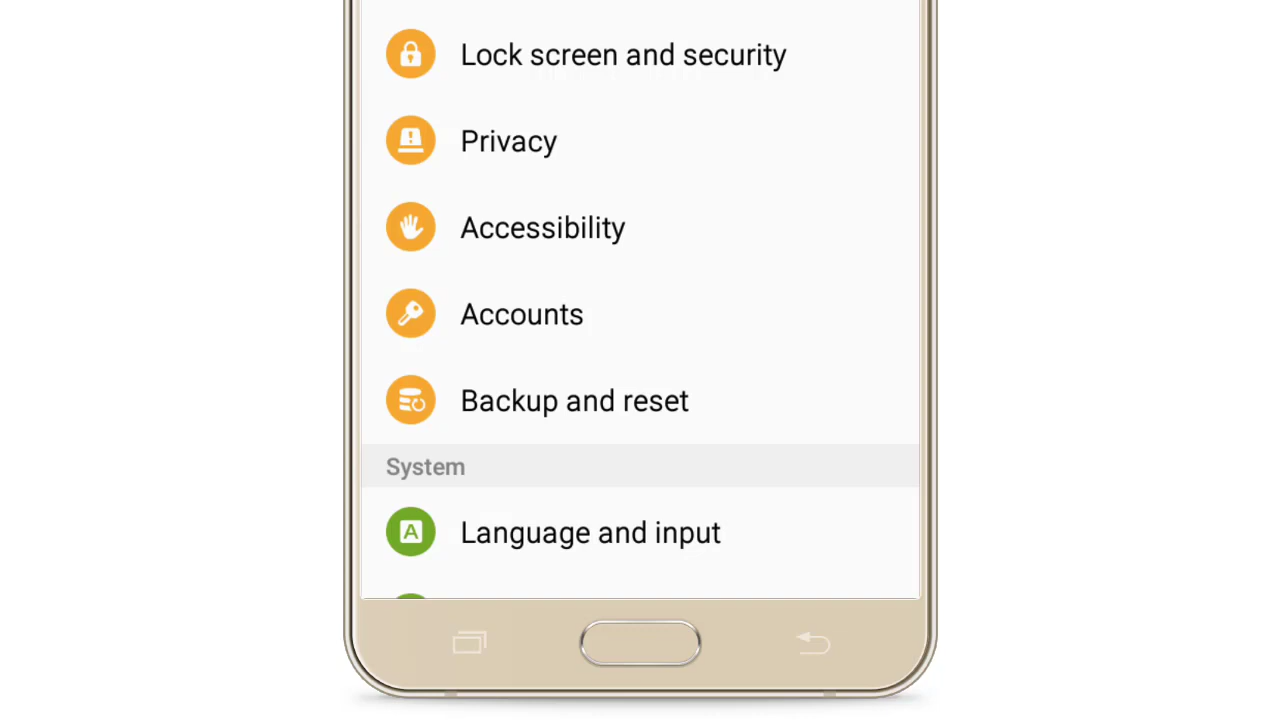 Lock screen and security
Privacy
Accessibility
Accounts
Backup and reset
System
A
Language and input